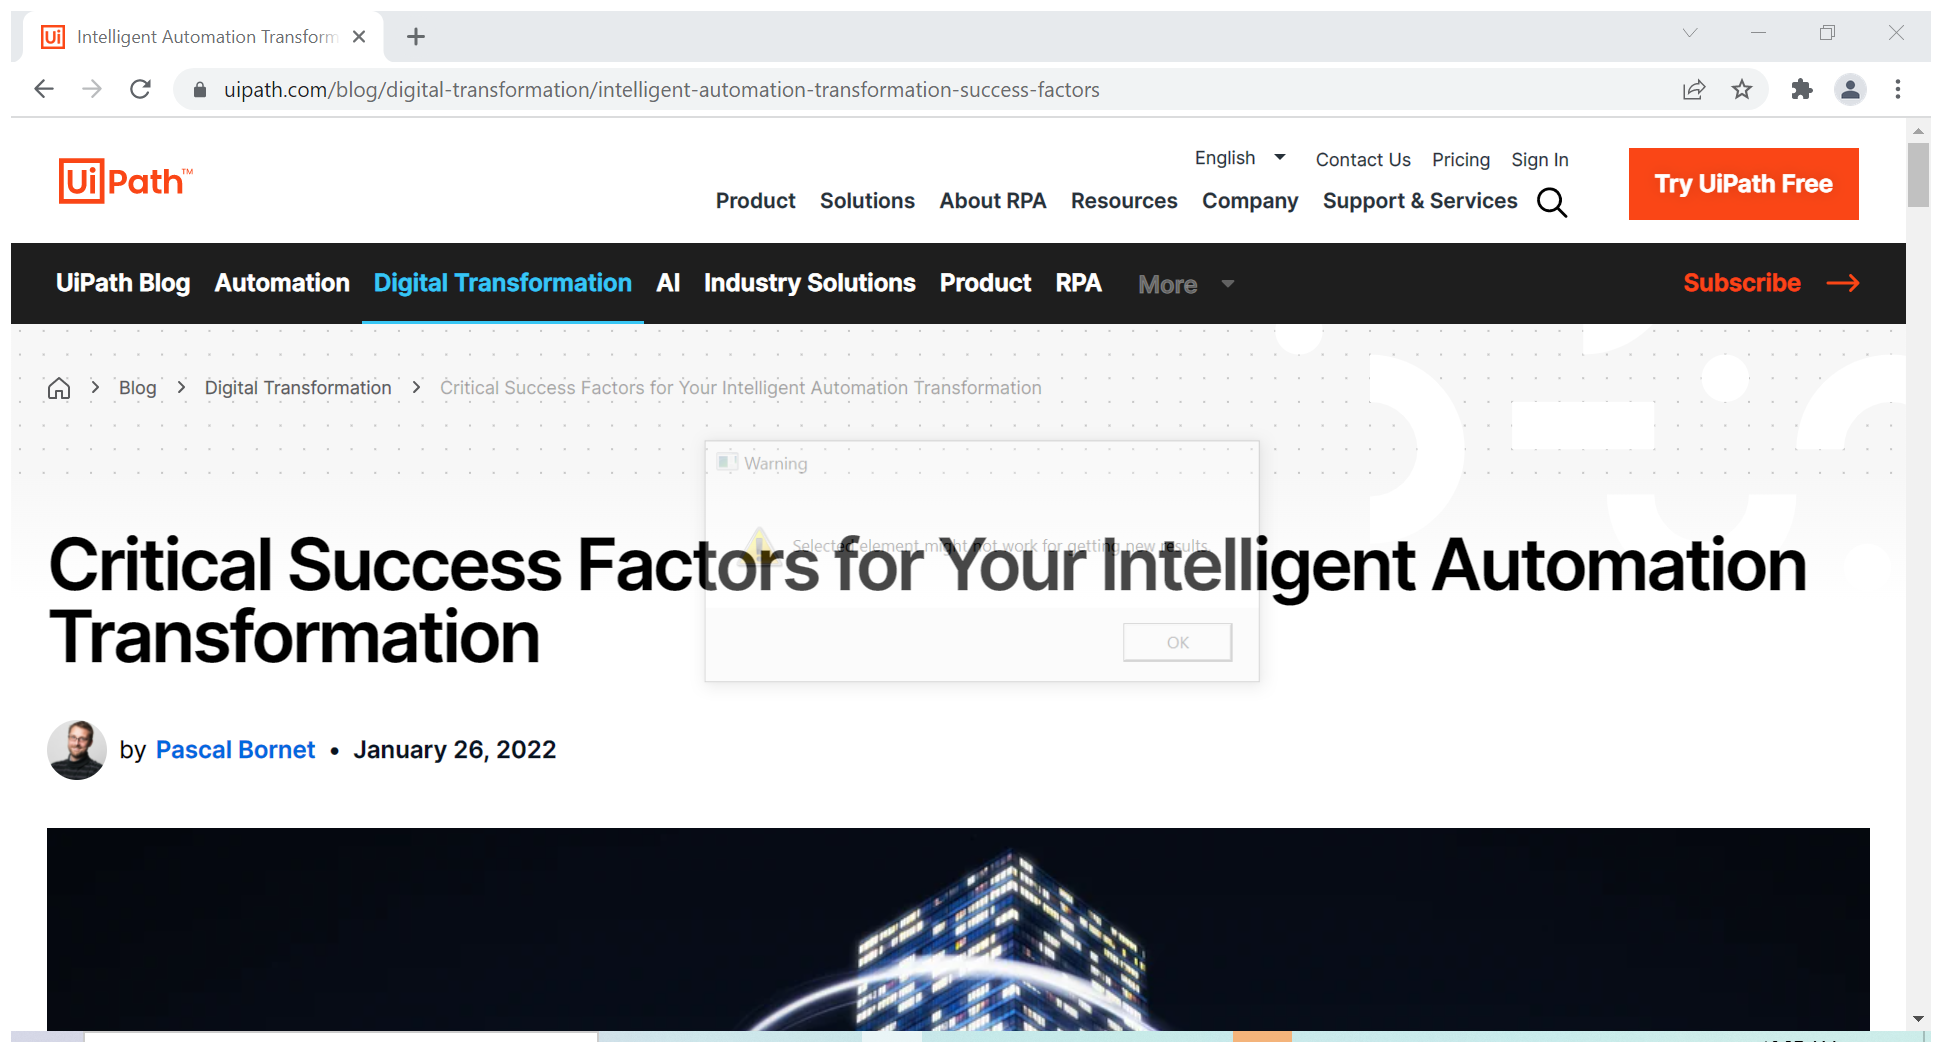 Ui Intelligent Automation Transform
uipath.com/blog/digital-transformation/intelligent-automation-transformation-success-factors
English Contact Us Pricing Sign In
UiPath™
Product Solutions About RPA Resources Company Support & Services
Try UiPath Free
UiPath Blog Automation Digital Transformation AI Industry Solutions Product RPA More Subscribe
Blog Digital Transformation Critical Success Factors for Your Intelligent Automation Transformation
Warning
Selected element might not work for getting new results.
Critical Success Factors for Your Intelligent Automation
Transformation
OK
by Pascal Bornet • January 26, 2022